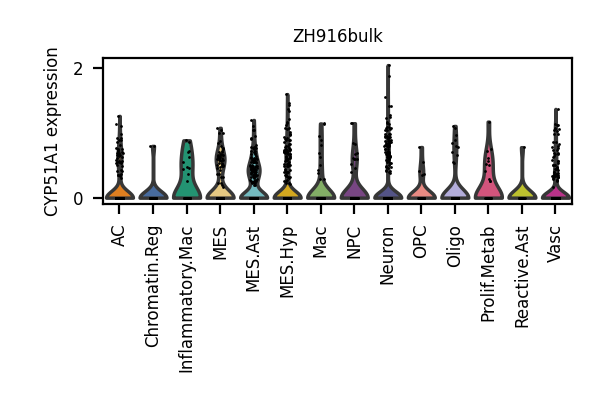 ZH916bulk
CYP51A1 expression
2
0
AC
Chromatin.Reg
Inflammatory.Mac
MES
MES.Ast
MES.Hyp
Mac
NPC
Neuron
OPC
Oligo
Prolif.Metab
Reactive.Ast
Vasc